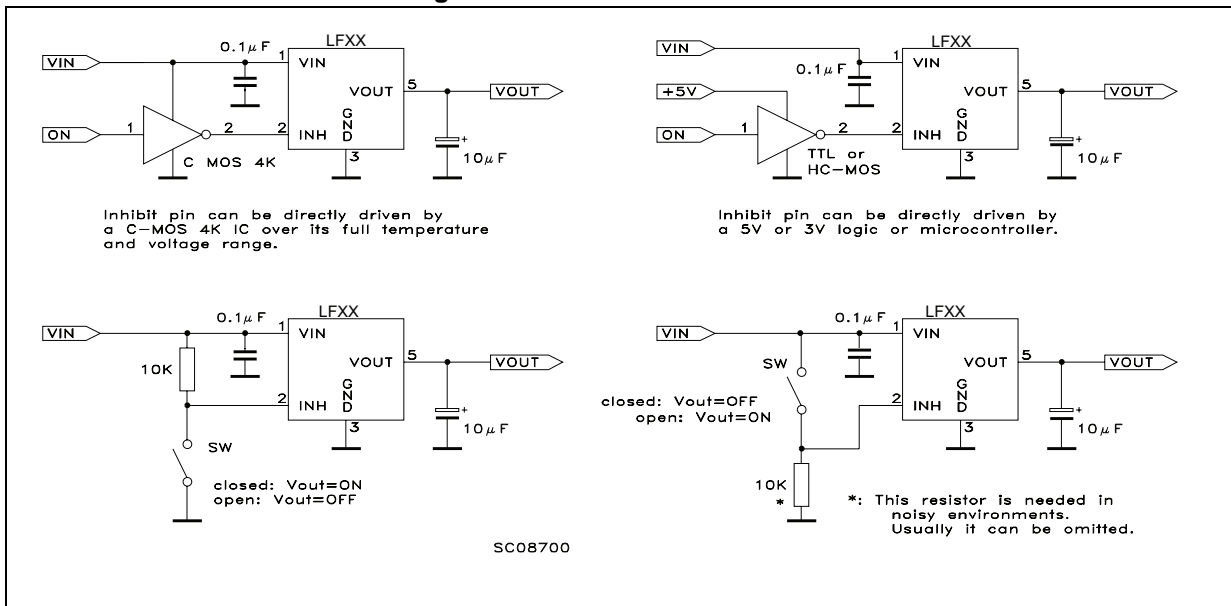 LFXX
0.1μF
VIN
1
VIN
VOUT
5
VOUT
ON
1
2
2
INH
GND
3
C MOS 4K
+
10μF
Inhibit pin can be directly driven by
a C-MOS 4K IC over its full temperature
and voltage range.
LFXX
VIN
1
VIN
0.1μF
+5V
VOUT
5
VOUT
ON
1
2
2
INH
GND
3
TTL or
HC-MOS
+
10μF
Inhibit pin can be directly driven by
a 5V or 3V logic or microcontroller.
LFXX
0.1μF
VIN
1
VIN
10K
VOUT
5
VOUT
2
INH
GND
3
+
10μF
SW
closed: Vout=ON
open: Vout=OFF
LFXX
0.1μF
VIN
1
VIN
SW
VOUT
5
VOUT
closed: Vout=OFF
open: Vout=ON
2
INH
GND
3
+
10μF
10K
*
*: This resistor is needed in
noisy environments.
Usually it can be omitted.
SC08700